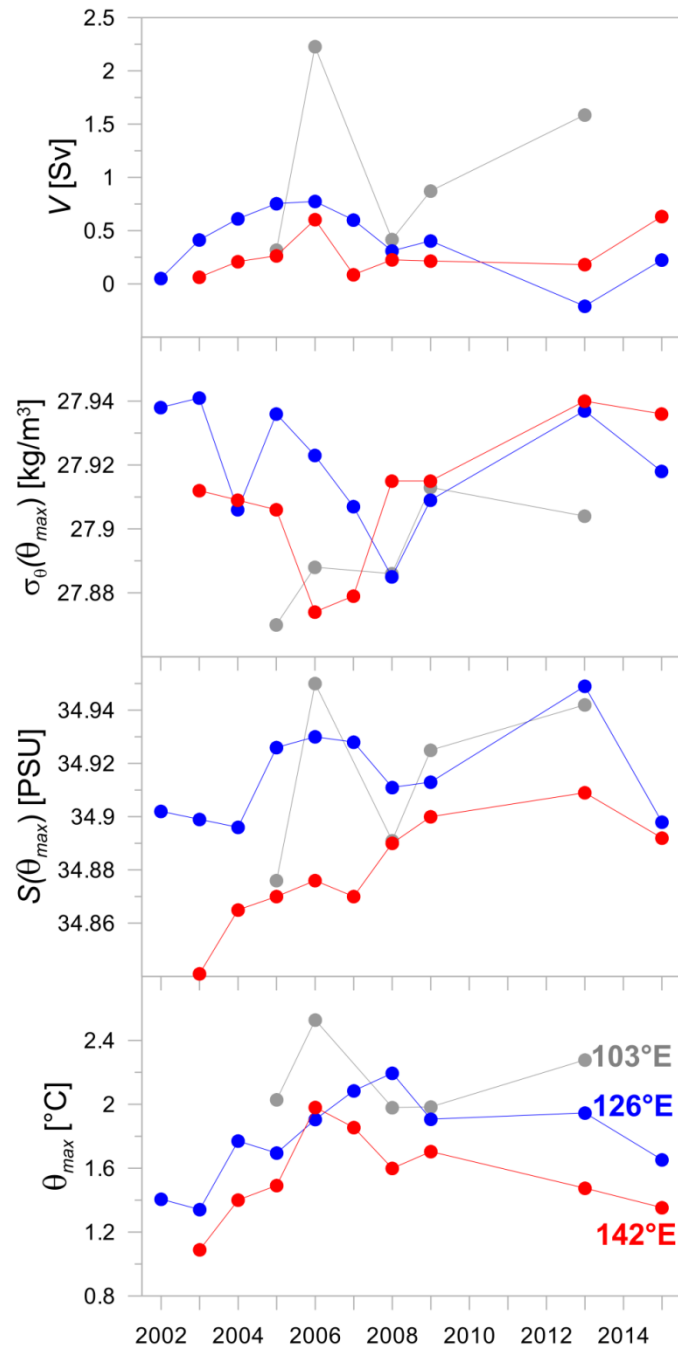 V [Sv]
2.5
2
1.5
1
0.5
0
σθ(θmax) [kg/m³]
27.94
27.92
27.9
27.88
S(θmax) [PSU]
34.94
34.92
34.9
34.88
34.86
θmax [°C]
2.4
2
1.6
1.2
0.8
103°E
126°E
142°E
2002 2004 2006 2008 2010 2012 2014